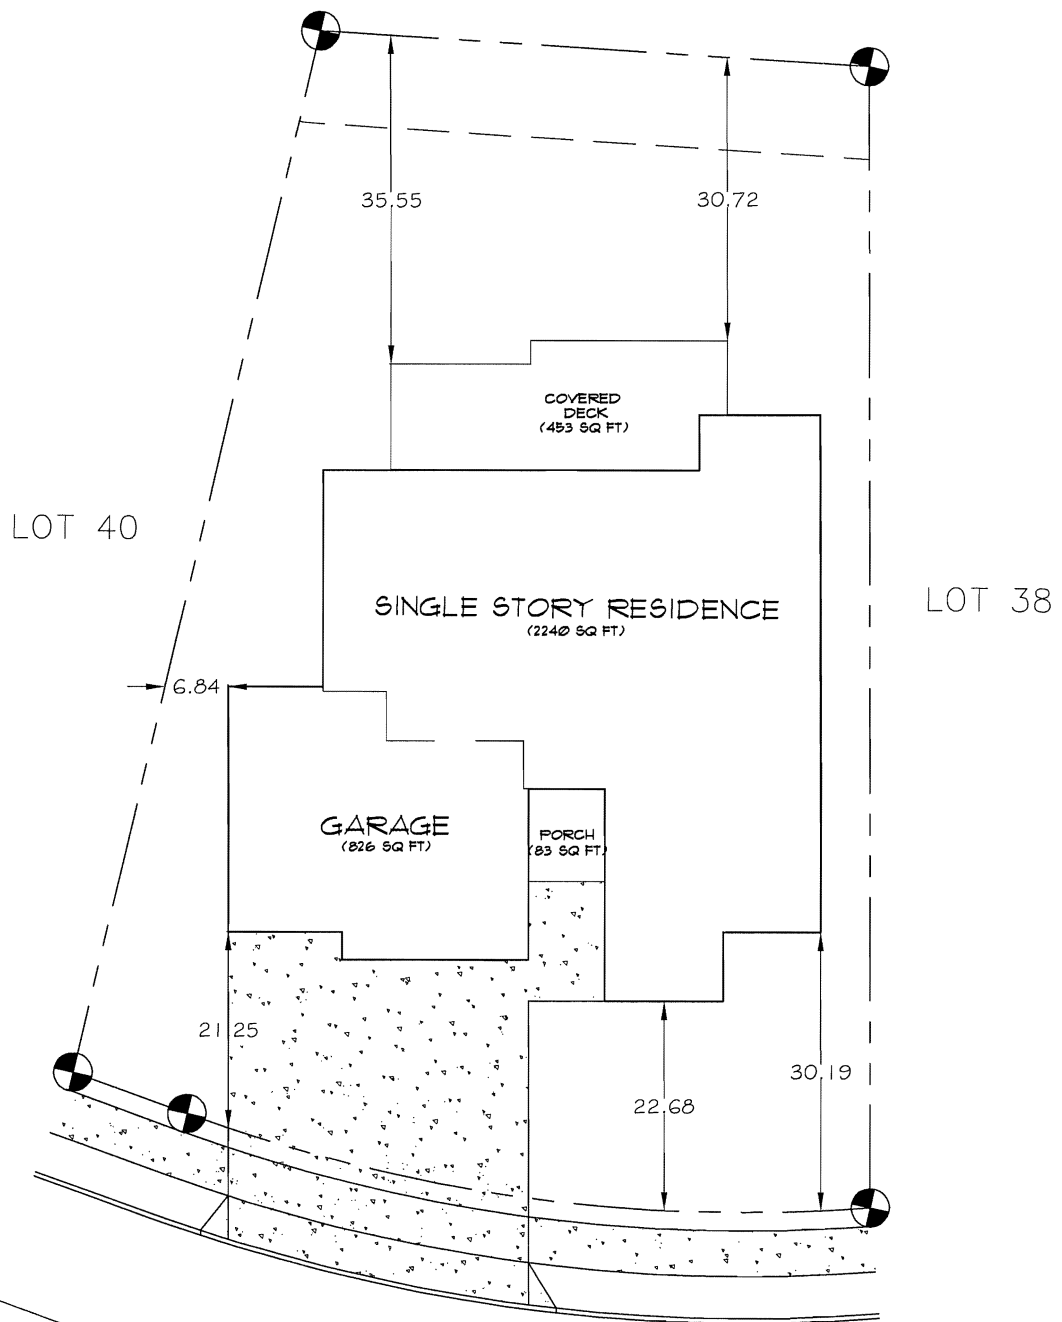 35.55
30.72
COVERED
DECK
(453 SQ FT)
LOT 40
LOT 38
SINGLE STORY RESIDENCE
(2240 SQ FT)
6.84
GARAGE
(826 SQ FT)
PORCH
(83 SQ FT)
21.25
30.19
22.68